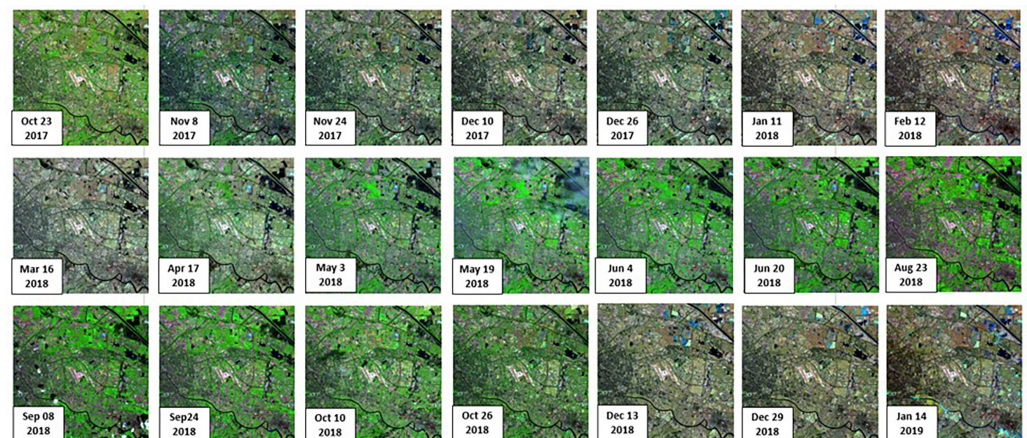 Oct 23
2017
Nov 8
2017
Nov 24
2017
Dec 10
2017
Dec 26
2017
Jan 11
2018
Feb 12
2018
Mar 16
2018
Apr 17
2018
May 3
2018
May 19
2018
Jun 4
2018
Jun 20
2018
Aug 23
2018
Sep 08
2018
Sep24
2018
Oct 10
2018
Oct 26
2018
Dec 13
2018
Dec 29
2018
Jan 14
2019